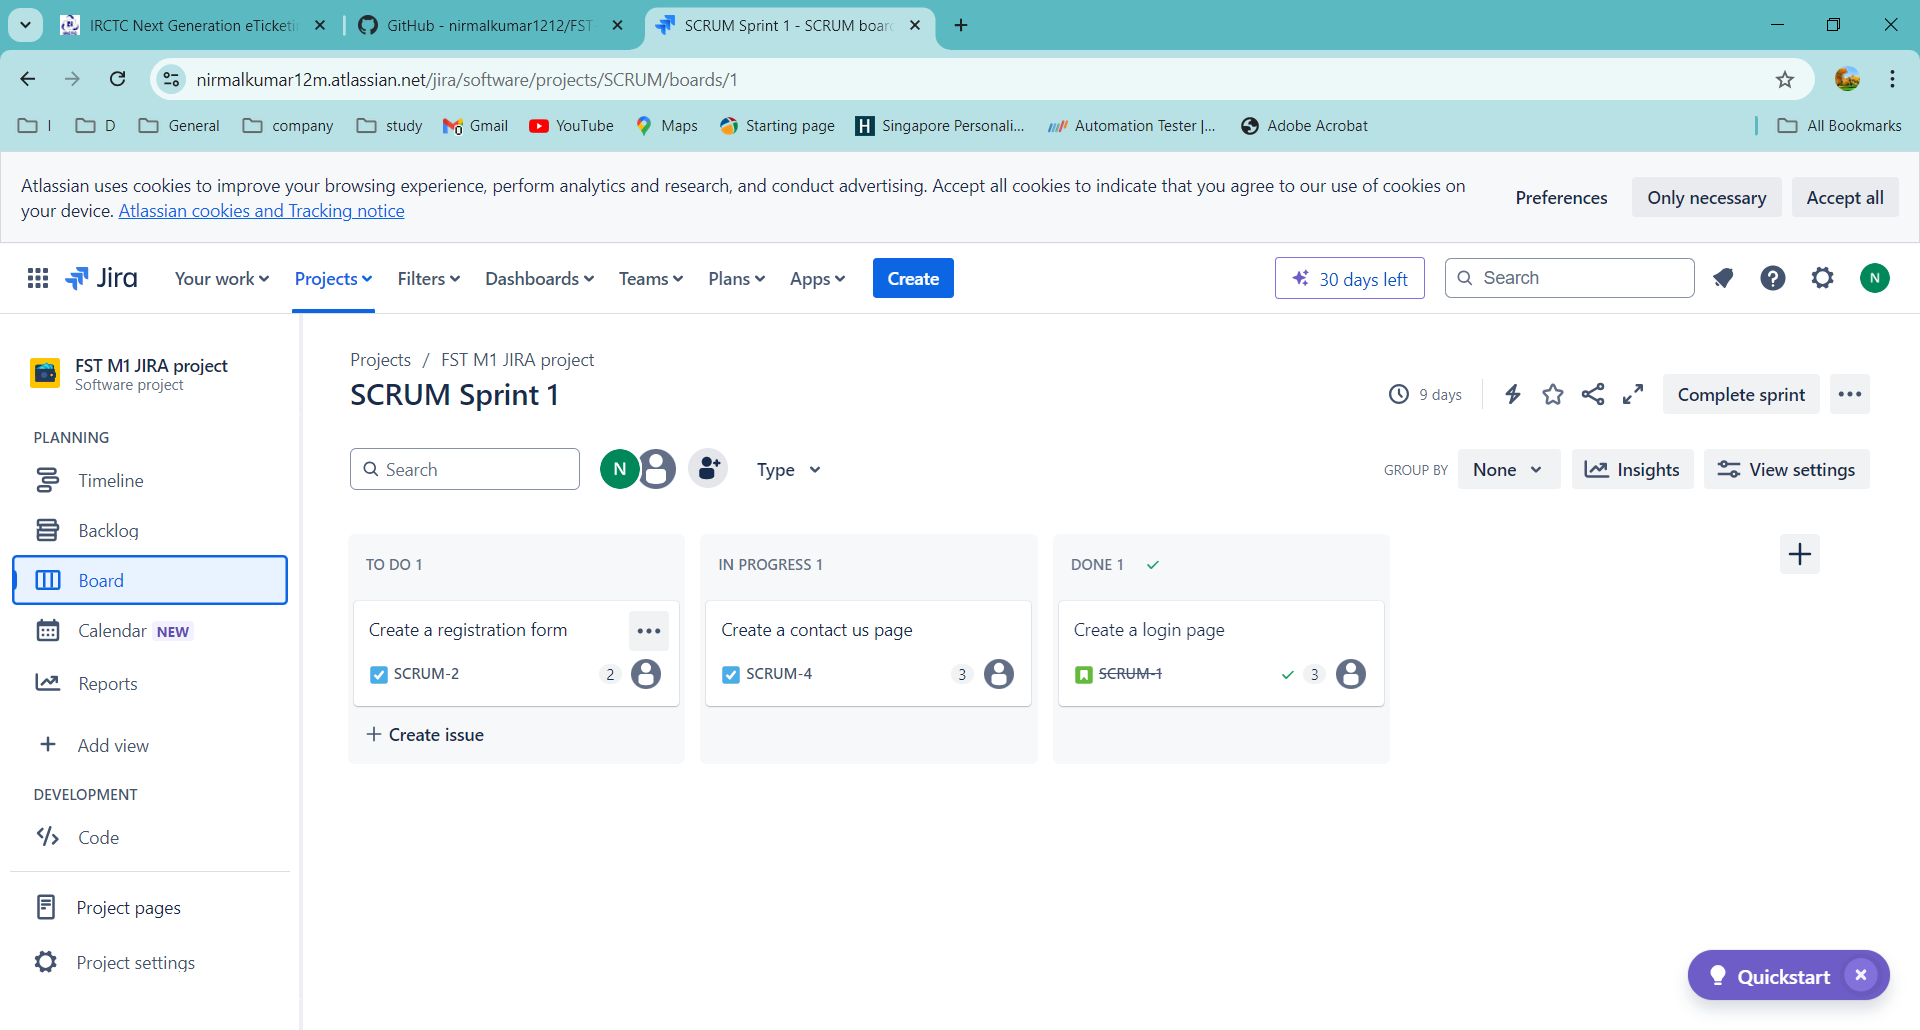 IRCTC Next Generation eTicketin
GitHub - nirmalkumar1212/FST
SCRUM Sprint 1 - SCRUM board
nirmalkumar12m.atlassian.net/jira/software/projects/SCRUM/boards/1
I
D
General
company
study
Gmail
YouTube
Maps
Starting page
Singapore Personali...
Automation Tester |...
Adobe Acrobat
All Bookmarks
Atlassian uses cookies to improve your browsing experience, perform analytics and research, and conduct advertising. Accept all cookies to indicate that you agree to our use of cookies on
your device. Atlassian cookies and Tracking notice
Preferences
Only necessary
Accept all
Jira
Your work
Projects
Filters
Dashboards
Teams
Plans
Apps
Create
30 days left
Search
N
FST M1 JIRA project
Software project
PLANNING
Timeline
Backlog
Board
Calendar NEW
Reports
Add view
DEVELOPMENT
Code
Project pages
Project settings
Projects / FST M1 JIRA project
SCRUM Sprint 1
9 days
Complete sprint
Search
N
Type
GROUP BY
None
Insights
View settings
TO DO 1
Create a registration form
SCRUM-2
2
Create issue
IN PROGRESS 1
Create a contact us page
SCRUM-4
3
DONE 1
Create a login page
SCRUM-1
3
Quickstart